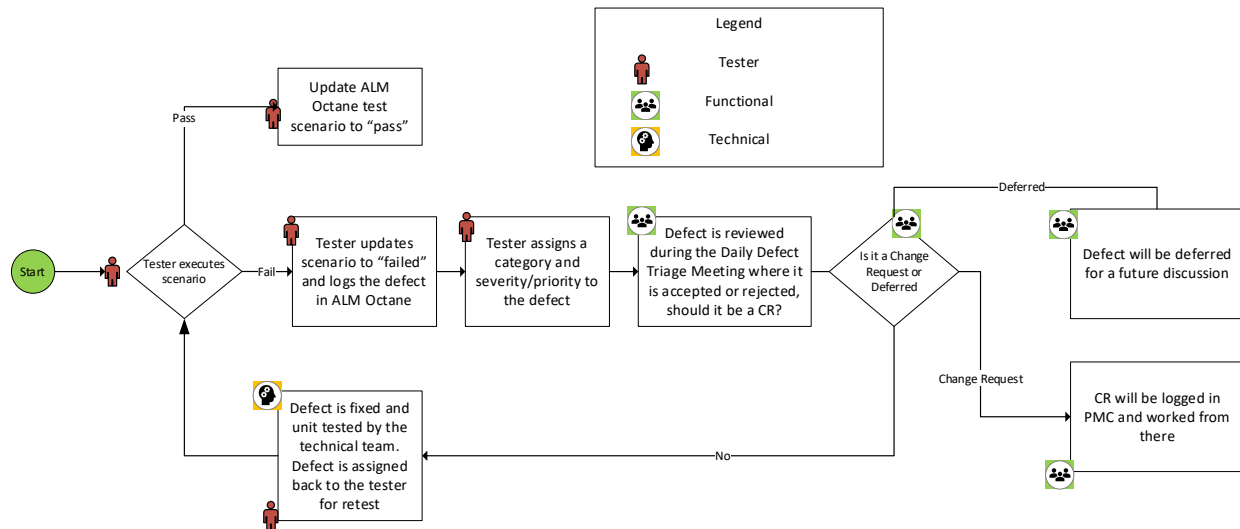 Legend
Tester
Functional
Technical
Update ALM
Octane test
scenario to “pass”
Pass
Start
Tester executes
scenario
Fail
Tester updates
scenario to “failed”
and logs the defect
in ALM Octane
Tester assigns a
category and
severity/priority to
the defect
Defect is reviewed
during the Daily Defect
Triage Meeting where it
is accepted or rejected,
should it be a CR?
Is it a Change
Request or
Deferred
Deferred
Defect will be deferred
for a future discussion
Change Request
CR will be logged in
PMC and worked from
there
No
Defect is fixed and
unit tested by the
technical team.
Defect is assigned
back to the tester
for retest